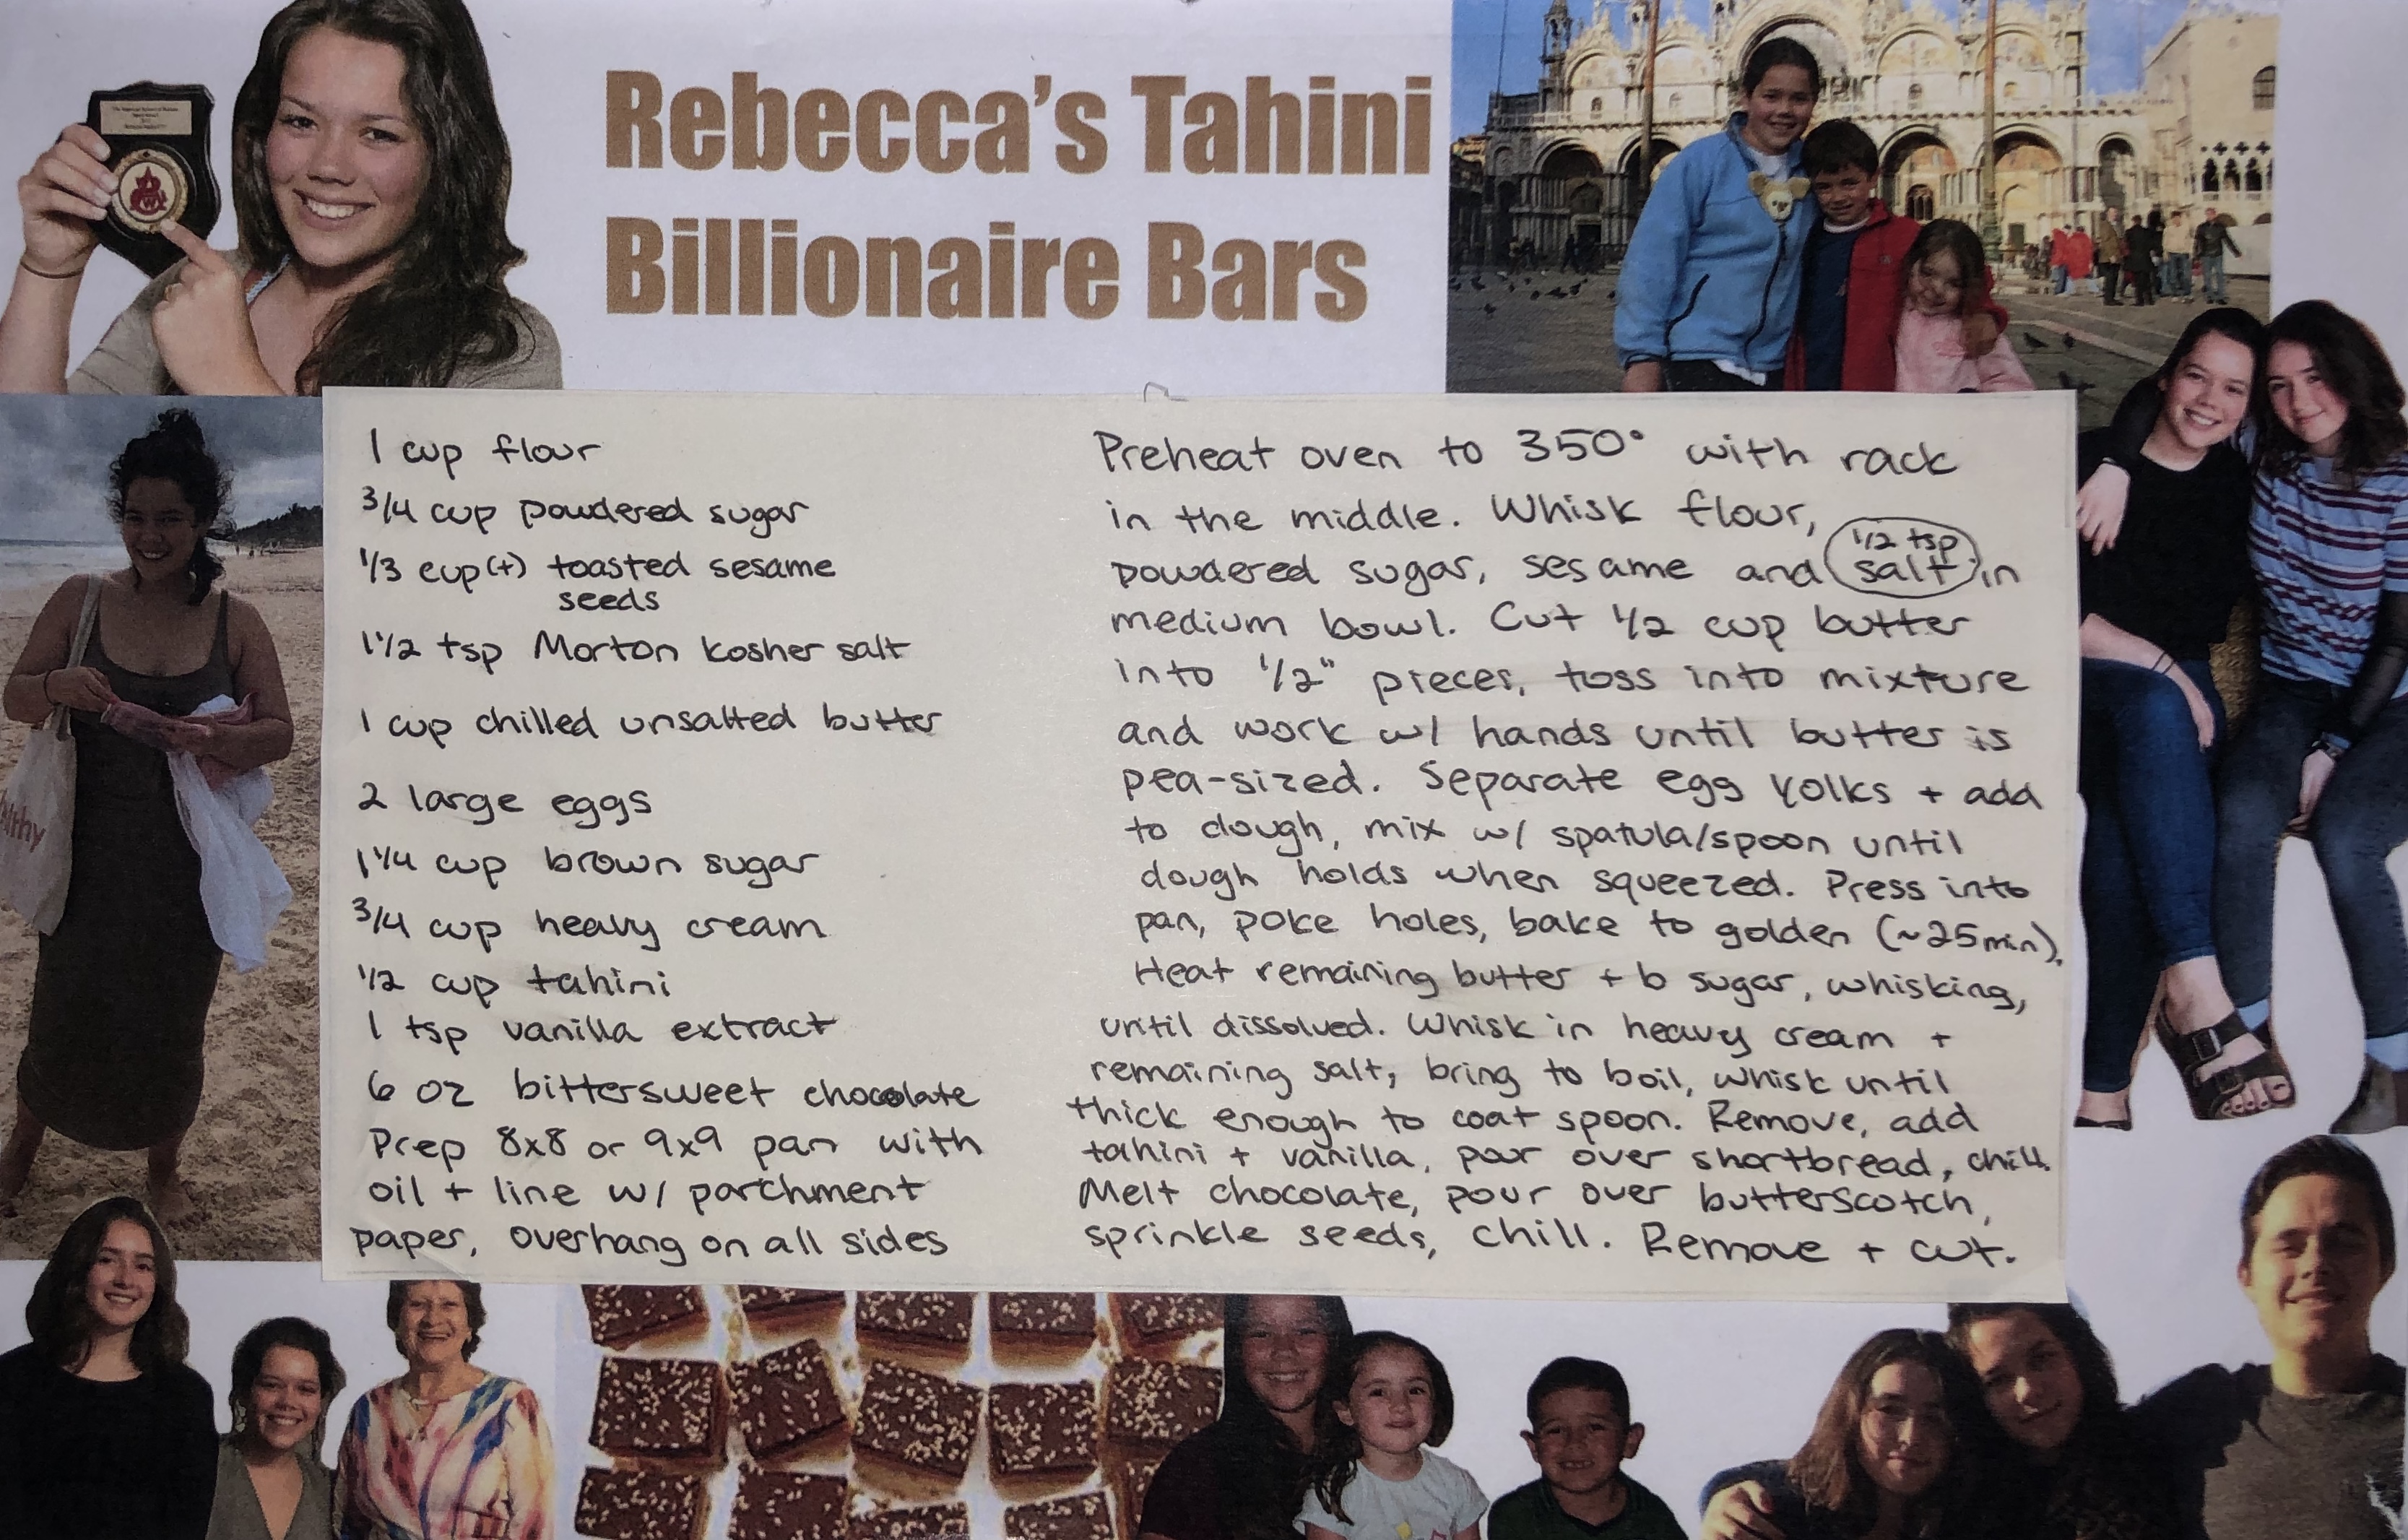 Rebecca's Tahini
Billionaire Bars
1 cup flour
3/4 cup powdered sugar
1/3 cup(+) toasted sesame
seeds
1 1/2 tsp Morton kosher salt
1 cup chilled unsalted butter
2 large eggs
1 1/4 cup brown sugar
3/4 cup heavy cream
1/2 cup tahini
1 tsp vanilla extract
6 oz bittersweet chocolate
Prep 8x8 or 9x9 pan with
oil + line w/ parchment
paper, overhang on all sides
Preheat oven to 350° with rack
in the middle. Whisk flour,
powdered sugar, sesame and 1/2 tsp salt in
medium bowl. Cut 1/2 cup butter
into 1/2" pieces, toss into mixture
and work w/ hands until butter is
pea-sized. Separate egg yolks + add
to dough, mix w/ spatula/spoon until
dough holds when squeezed. Press into
pan, poke holes, bake to golden (~25min).
Heat remaining butter + b sugar, whisking,
until dissolved. Whisk in heavy cream +
remaining salt, bring to boil, whisk until
thick enough to coat spoon. Remove, add
tahini + vanilla, pour over shortbread, chill.
Melt chocolate, pour over butterscotch,
sprinkle seeds, chill. Remove + cut.